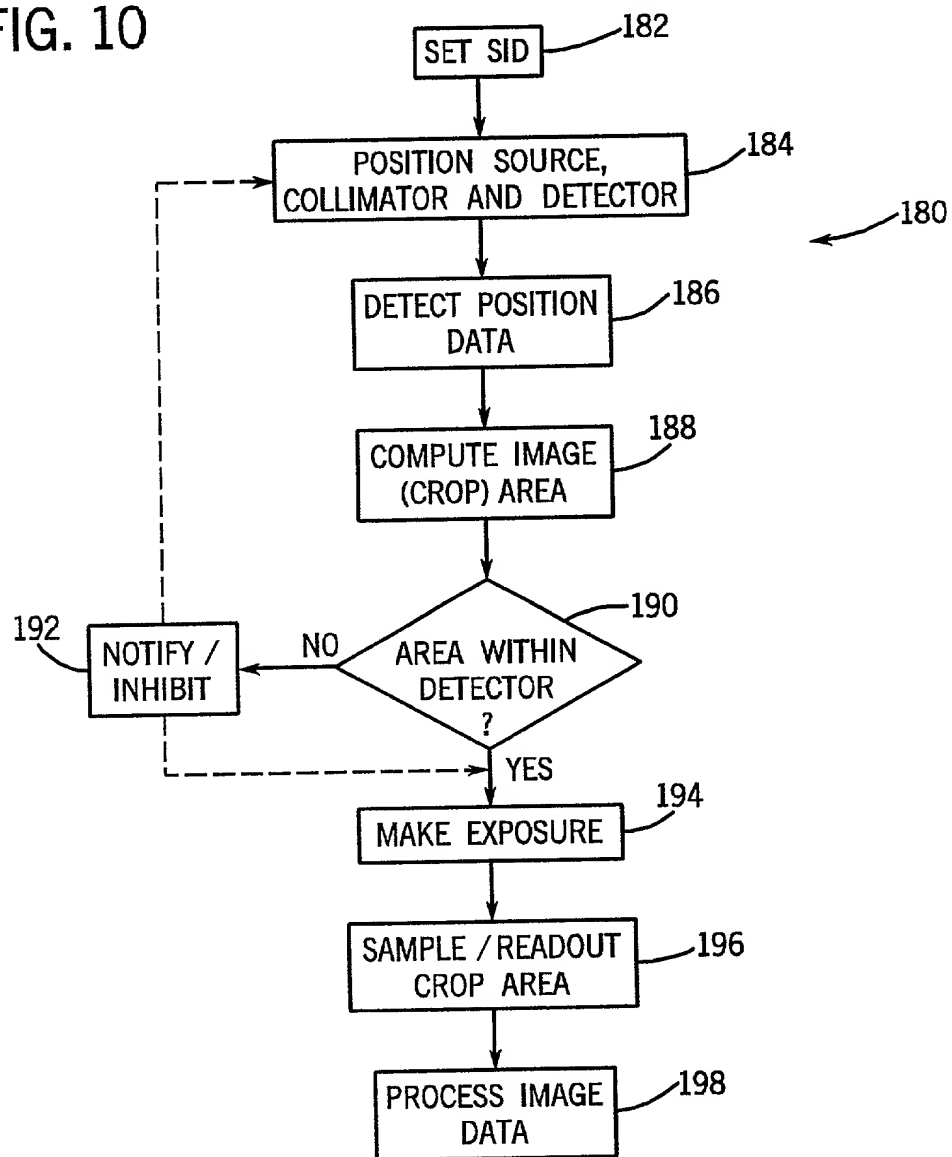 FIG. 10
SET SID
182
POSITION SOURCE,
COLLIMATOR AND DETECTOR
184
180
DETECT POSITION
DATA
186
COMPUTE IMAGE
(CROP) AREA
188
AREA WITHIN
DETECTOR
?
190
NO
192
NOTIFY /
INHIBIT
YES
MAKE EXPOSURE
194
SAMPLE / READOUT
CROP AREA
196
PROCESS IMAGE
DATA
198